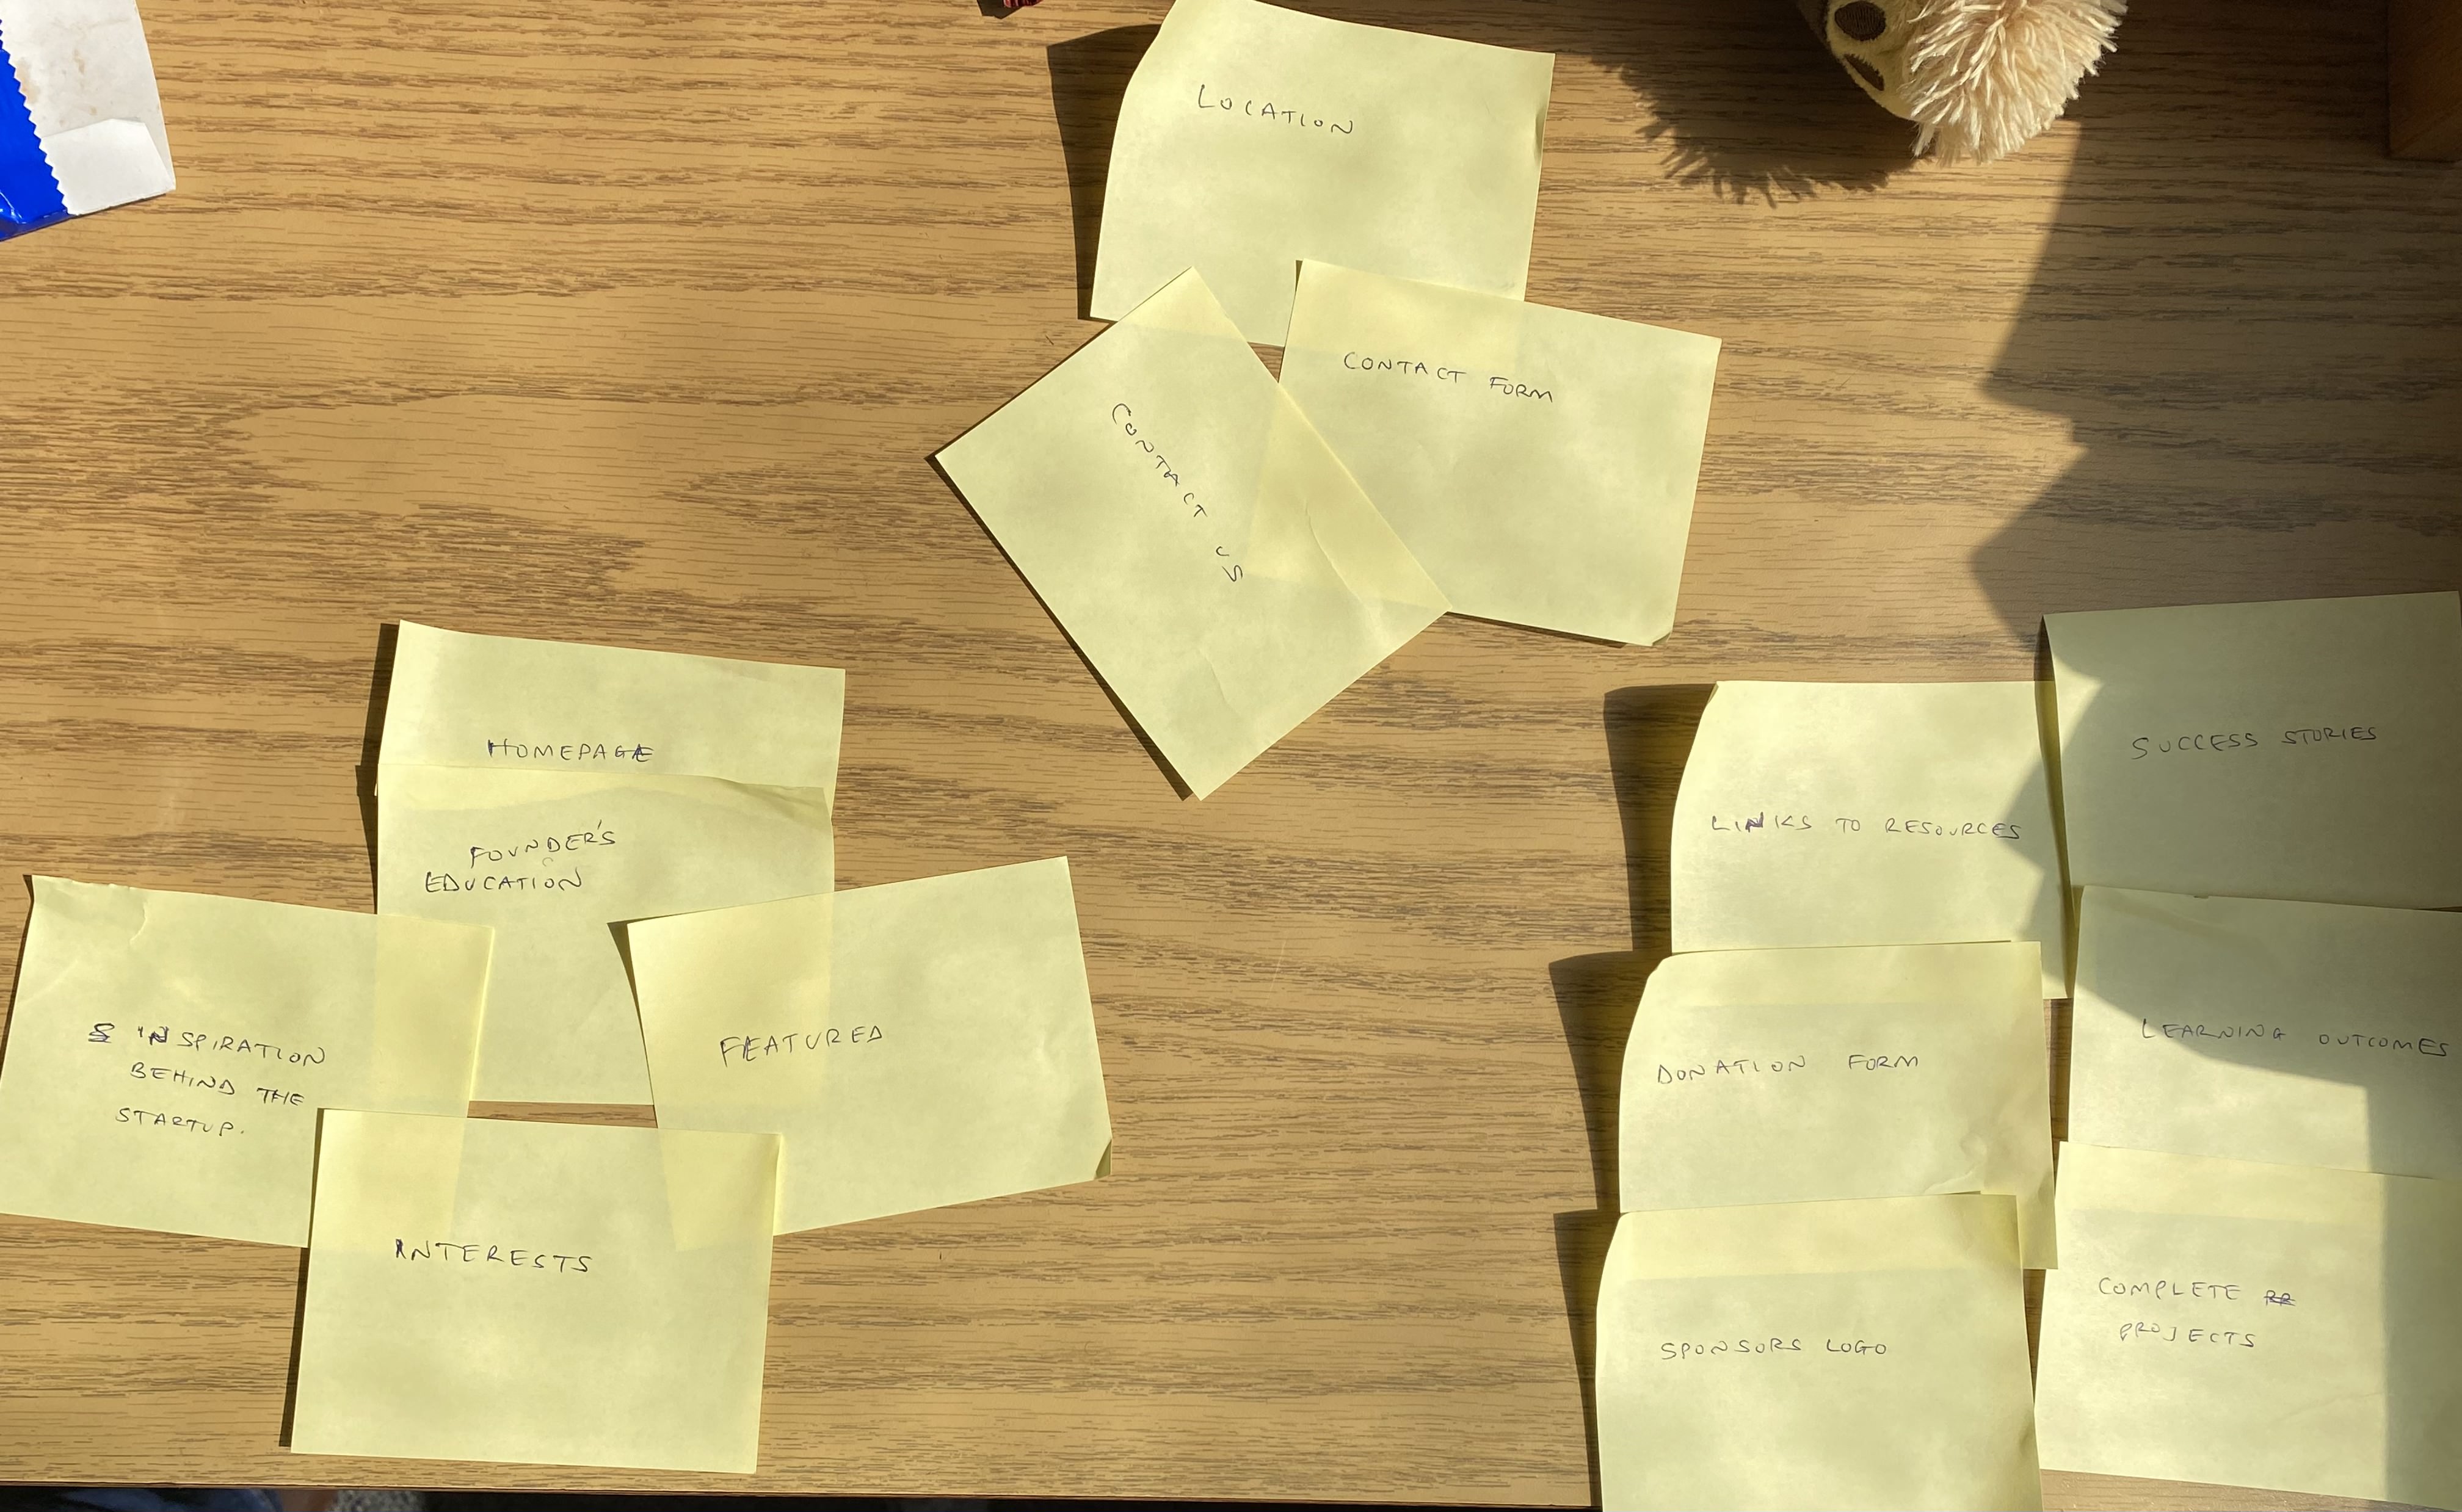 LOCATION
CONTACT FORM
CONTACT US
HOMEPAGE
FOUNDER'S
EDUCATION
INSPIRATION
BEHIND THE
STARTUP.
FEATURED
INTERESTS
SUCCESS STORIES
LINKS TO RESOURCES
LEARNING OUTCOMES
DONATION FORM
COMPLETE
PROJECTS
SPONSORS LOGO